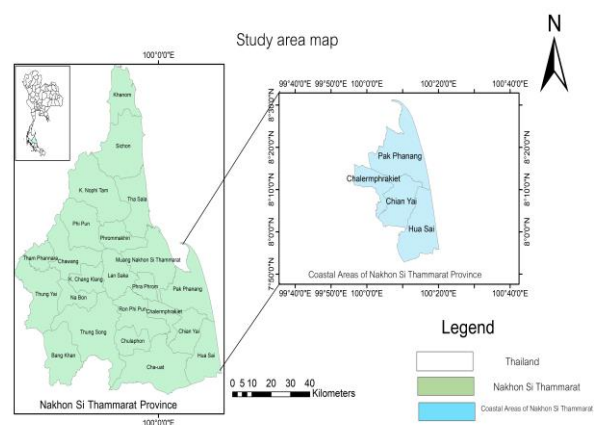 Study area map
N
100°0'0"E
Khanom
Sichon
K. Nophi Tam
Tha Sala
Phi Pun
Phrommakhiri
Tham Phannara
Chawang
Muang Nakhon Si Thammarat
Lan Saka
K. Chang Klang
Phra Phrom
Pak Phanang
Thung Yai
Na Bon
Ron Phi Pun
Chalermphrakiet
Thung Song
Chian Yai
Chulaphon
Hua Sai
Bang Khan
Cha-uat
Nakhon Si Thammarat Province
100°0'0"E
0 5 10 20 30 40
Kilometers
99°40'0"E 99°50'0"E 100°0'0"E 100°20'0"E 100°40'0"E
8°30'0"N
8°20'0"N
8°10'0"N
8°0'0"N
7°50'0"N
Pak Phanang
Chalermphrakiet
Chian Yai
Hua Sai
Coastal Areas of Nakhon Si Thammarat Province
99°40'0"E 99°50'0"E 100°0'0"E 100°20'0"E 100°40'0"E
Legend
Thailand
Nakhon Si Thammarat
Coastal Areas of Nakhon Si Thammarat